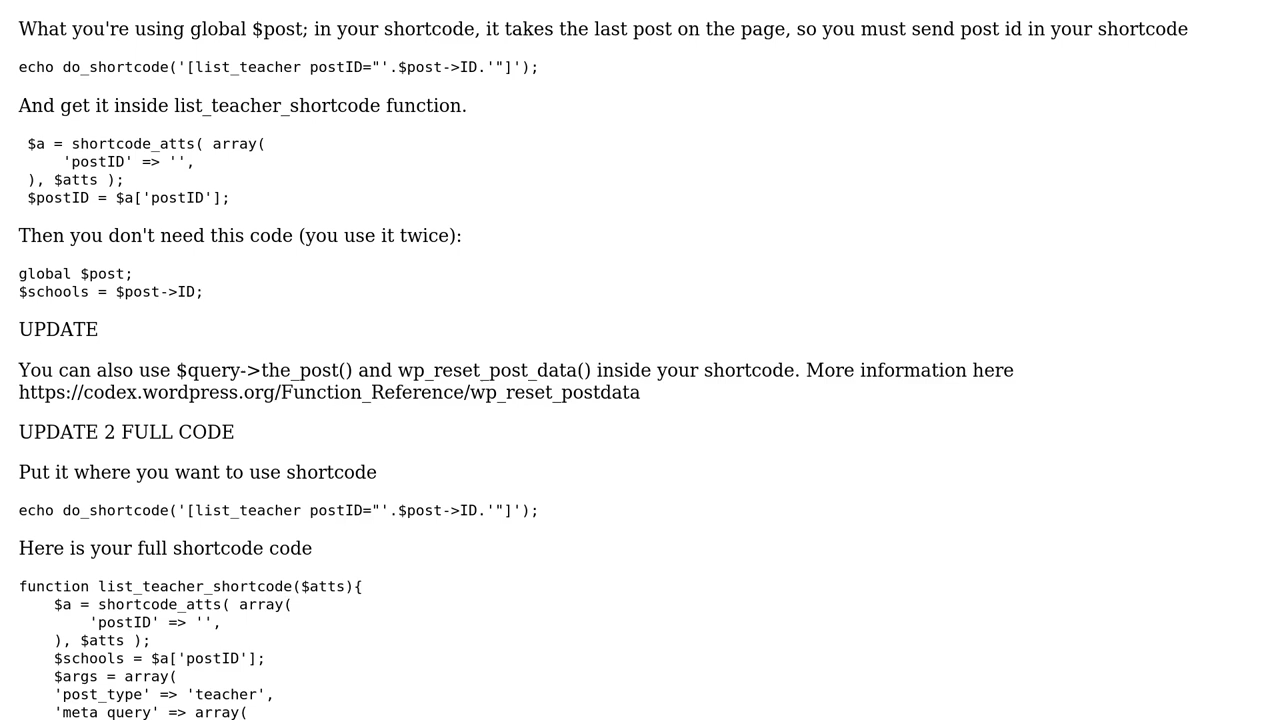 What you're using global $post; in your shortcode, it takes the last post on the page, so you must send post id in your shortcode
echo do_shortcode('[list_teacher postID="'.$post->ID.'"]');
And get it inside list_teacher_shortcode function.
$a = shortcode_atts( array(
'postID' => '',
), $atts );
$postID = $a['postID'];
Then you don't need this code (you use it twice):
global $post;
$schools = $post->ID;
UPDATE
You can also use $query->the_post() and wp_reset_post_data() inside your shortcode. More information here
https://codex.wordpress.org/Function_Reference/wp_reset_postdata
UPDATE 2 FULL CODE
Put it where you want to use shortcode
echo do_shortcode('[list_teacher postID="'.$post->ID.'"]');
Here is your full shortcode code
function list_teacher_shortcode($atts){
$a = shortcode_atts( array(
'postID' => '',
), $atts );
$schools = $a['postID'];
$args = array(
'post_type' => 'teacher',
'meta_query' => array(